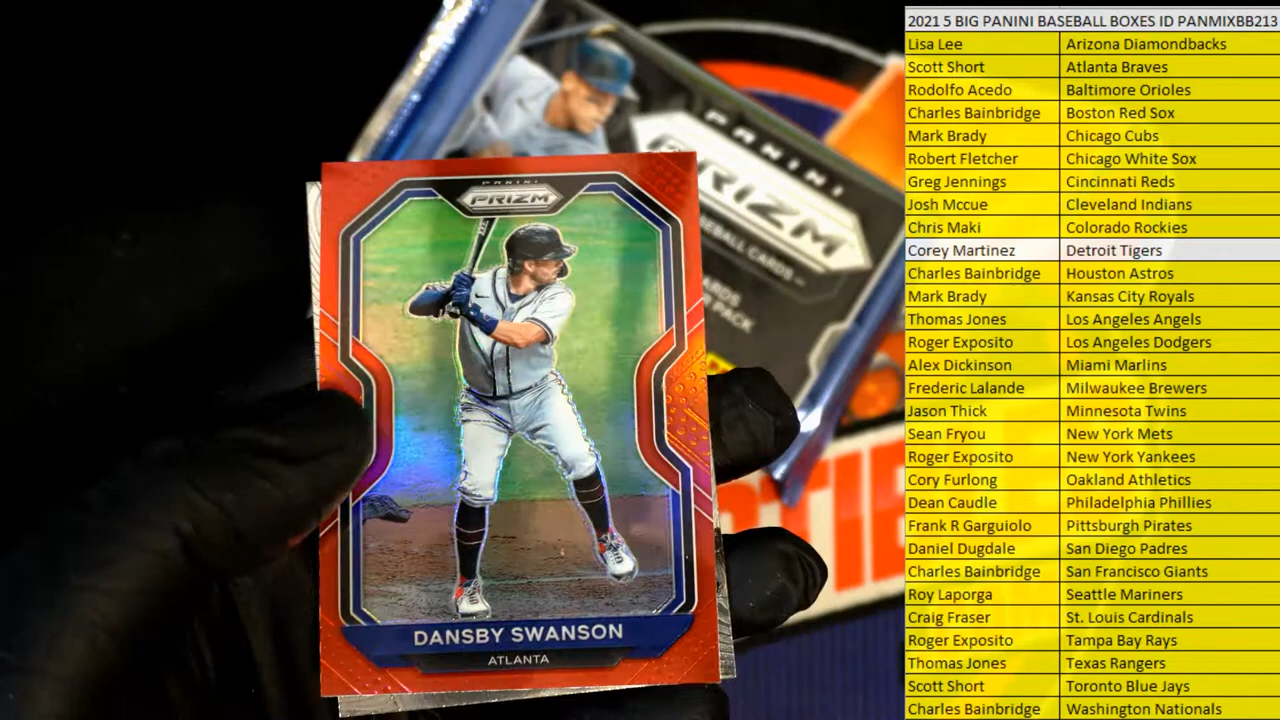 PANINI
PRIZM
BASEBALL CARDS
PACK
PANINI
PRIZM
DANSBY SWANSON
ATLANTA
2021 5 BIG PANINI BASEBALL BOXES ID PANMIXBB213
Lisa Lee Arizona Diamondbacks
Scott Short Atlanta Braves
Rodolfo Acedo Baltimore Orioles
Charles Bainbridge Boston Red Sox
Mark Brady Chicago Cubs
Robert Fletcher Chicago White Sox
Greg Jennings Cincinnati Reds
Josh Mccue Cleveland Indians
Chris Maki Colorado Rockies
Corey Martinez Detroit Tigers
Charles Bainbridge Houston Astros
Mark Brady Kansas City Royals
Thomas Jones Los Angeles Angels
Roger Exposito Los Angeles Dodgers
Alex Dickinson Miami Marlins
Frederic Lalande Milwaukee Brewers
Jason Thick Minnesota Twins
Sean Fryou New York Mets
Roger Exposito New York Yankees
Cory Furlong Oakland Athletics
Dean Caudle Philadelphia Phillies
Frank R Garguiolo Pittsburgh Pirates
Daniel Dugdale San Diego Padres
Charles Bainbridge San Francisco Giants
Roy Laporga Seattle Mariners
Craig Fraser St. Louis Cardinals
Roger Exposito Tampa Bay Rays
Thomas Jones Texas Rangers
Scott Short Toronto Blue Jays
Charles Bainbridge Washington Nationals